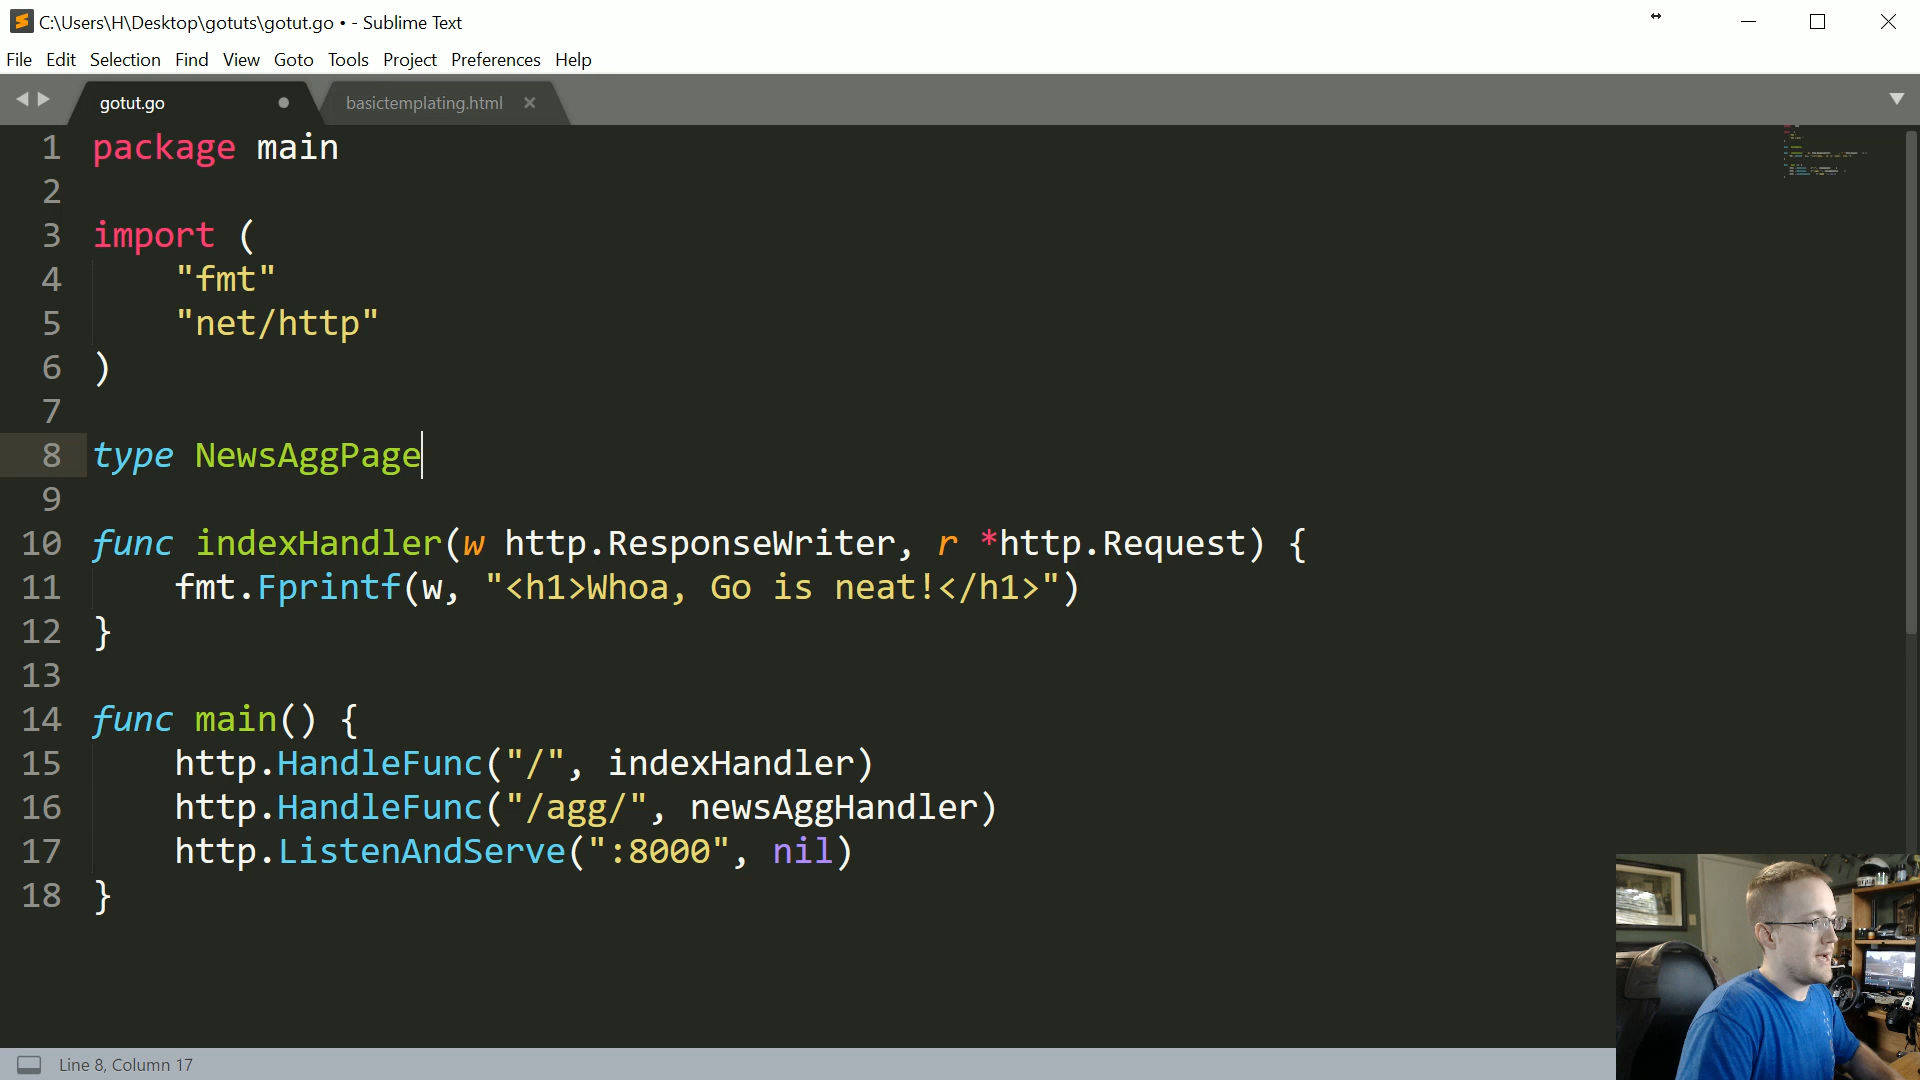 C:\Users\H\Desktop\gotuts\gotut.go • - Sublime Text
File Edit Selection Find View Goto Tools Project Preferences Help
gotut.go basictemplating.html
1 package main
2
3 import (
4 "fmt"
5 "net/http"
6 )
7
8 type NewsAggPage
9
10 func indexHandler(w http.ResponseWriter, r *http.Request) {
11 fmt.Fprintf(w, "<h1>Whoa, Go is neat!</h1>")
12 }
13
14 func main() {
15 http.HandleFunc("/", indexHandler)
16 http.HandleFunc("/agg/", newsAggHandler)
17 http.ListenAndServe(":8000", nil)
18 }
Line 8, Column 17